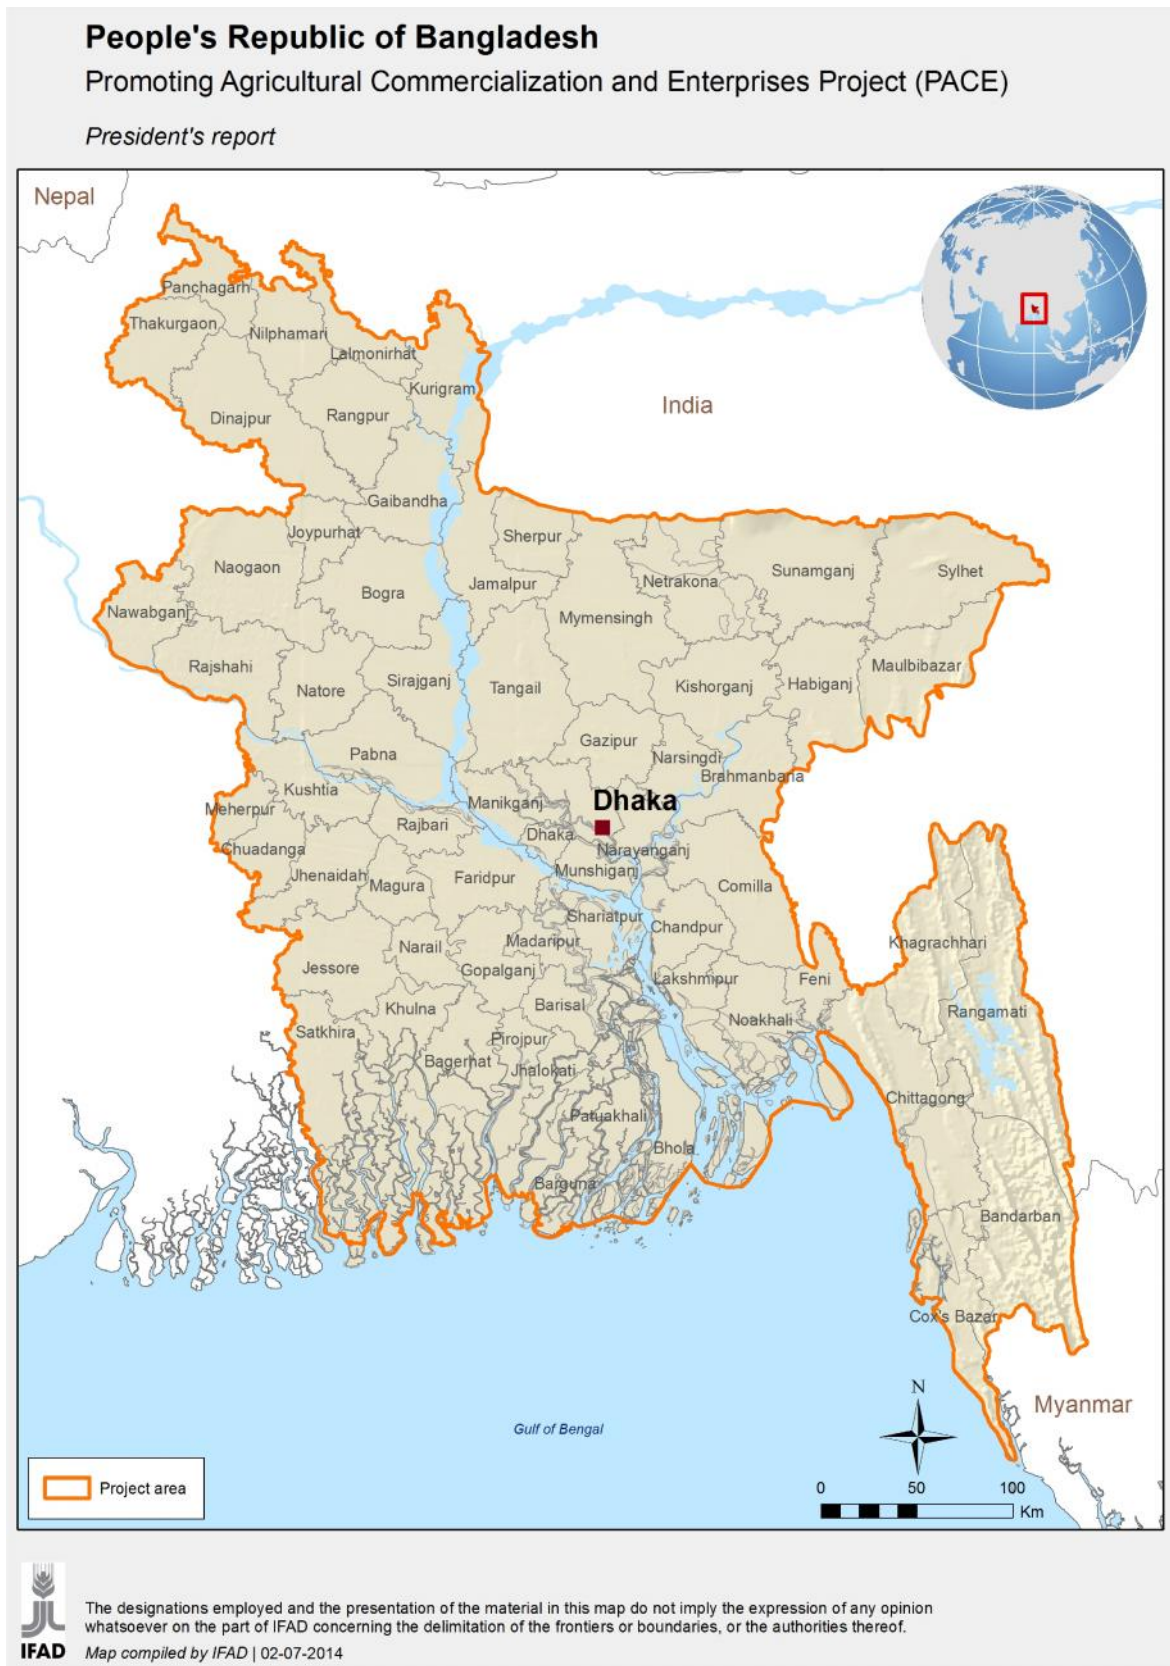 People's Republic of Bangladesh
Promoting Agricultural Commercialization and Enterprises Project (PACE)
President's report
Nepal
Panchagarh
Thakurgaon
Nilphamari
Lalmonirhat
Kurigram
India
Dinajpur
Rangpur
Gaibandha
Joypurhat
Sherpur
Naogaon
Bogra
Jamalpur
Netrakona
Sunamganj
Sylhet
Nawabganj
Mymensingh
Rajshahi
Natore
Sirajganj
Tangail
Kishorganj
Habiganj
Maulbibazar
Pabna
Gazipur
Narsingdi
Brahmanbaria
Kushtia
Manikganj
Dhaka
Meherpur
Rajbari
Dhaka
Chuadanga
Narayanganj
Jhenaidah
Magura
Faridpur
Munshiganj
Comilla
Shariatpur
Chandpur
Narail
Madaripur
Khagrachhari
Jessore
Gopalganj
Lakshmipur
Feni
Khulna
Barisal
Noakhali
Rangamati
Satkhira
Pirojpur
Bagerhat
Jhalokati
Chittagong
Patuakhali
Bhola
Barguna
Bandarban
Cox's Bazar
N
Myanmar
Gulf of Bengal
Project area
0 50 100
Km
The designations employed and the presentation of the material in this map do not imply the expression of any opinion
whatsoever on the part of IFAD concerning the delimitation of the frontiers or boundaries, or the authorities thereof.
IFAD
Map compiled by IFAD | 02-07-2014